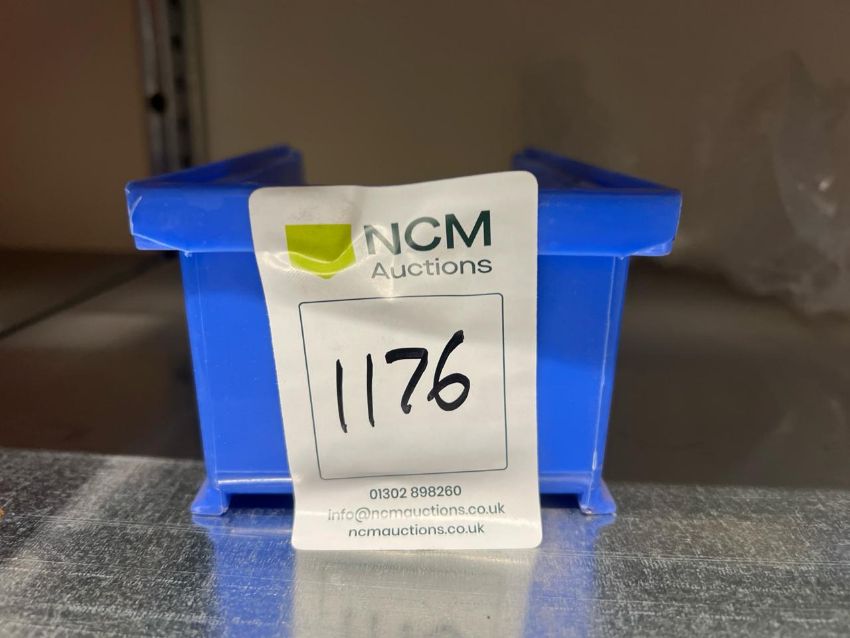 NCM
Auctions
1176
01302 898260
info@ncmauctions.co.uk
ncmauctions.co.uk